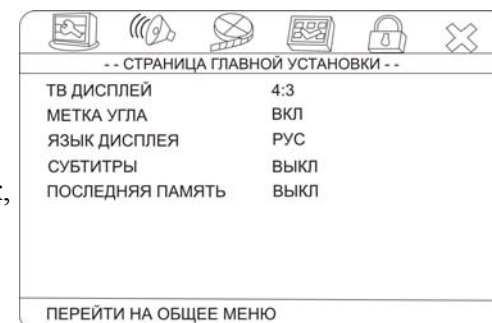 - - СТРАНИЦА ГЛАВНОЙ УСТАНОВКИ - -
ТВ ДИСПЛЕЙ 4:3
МЕТКА УГЛА ВКЛ
ЯЗЫК ДИСПЛЕЯ РУС
СУБТИТРЫ ВЫКЛ
ПОСЛЕДНЯЯ ПАМЯТЬ ВЫКЛ
ПЕРЕЙТИ НА ОБЩЕЕ МЕНЮ